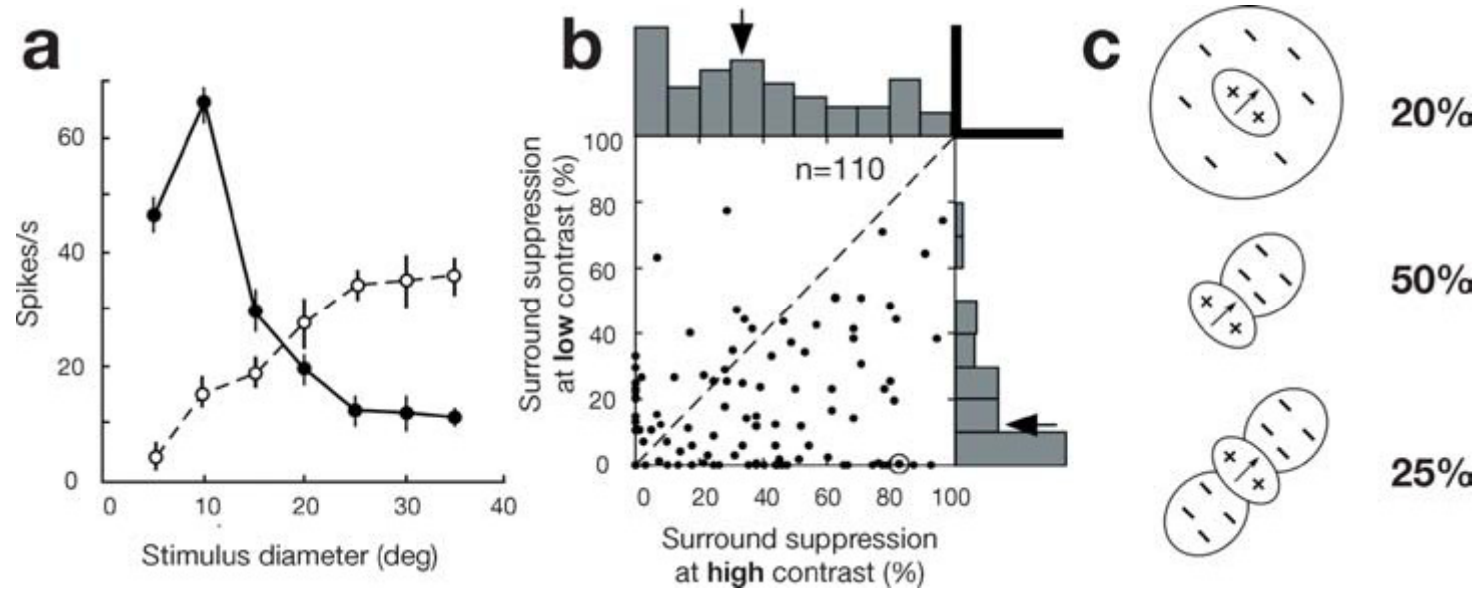 a
60
40
20
0
Spikes/s
0 10 20 30 40
Stimulus diameter (deg)
b
n=110
100
80
60
40
20
0
Surround suppression
at low contrast (%)
0 20 40 60 80 100
Surround suppression
at high contrast (%)
c
20%
50%
25%